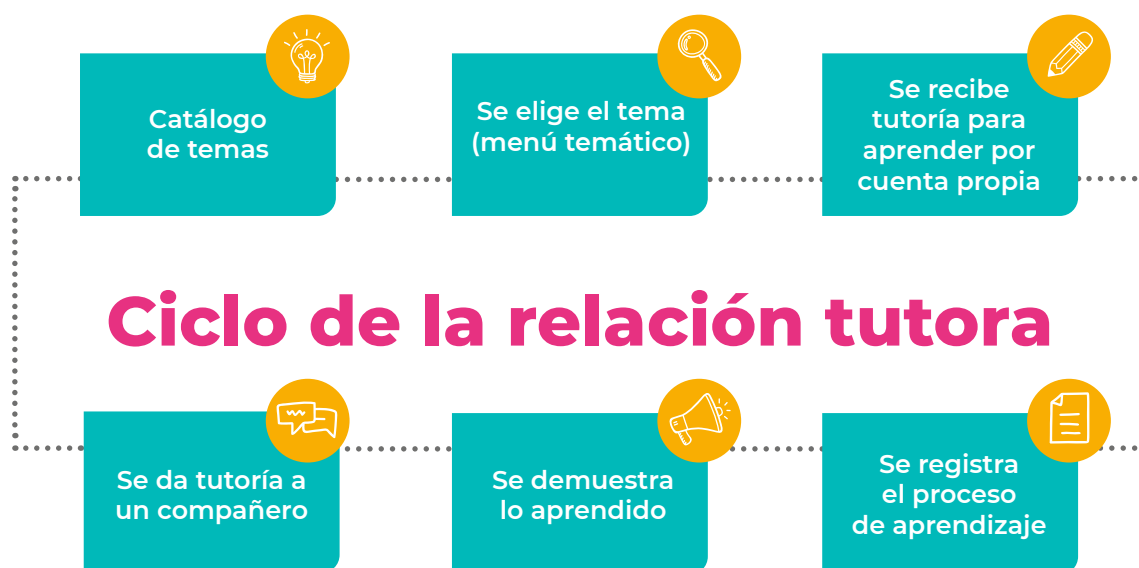 Catálogo
de temas
Se elige el tema
(menú temático)
Se recibe
tutoría para
aprender por
cuenta propia
Ciclo de la relación tutora
Se da tutoría a
un compañero
Se demuestra
lo aprendido
Se registra
el proceso
de aprendizaje